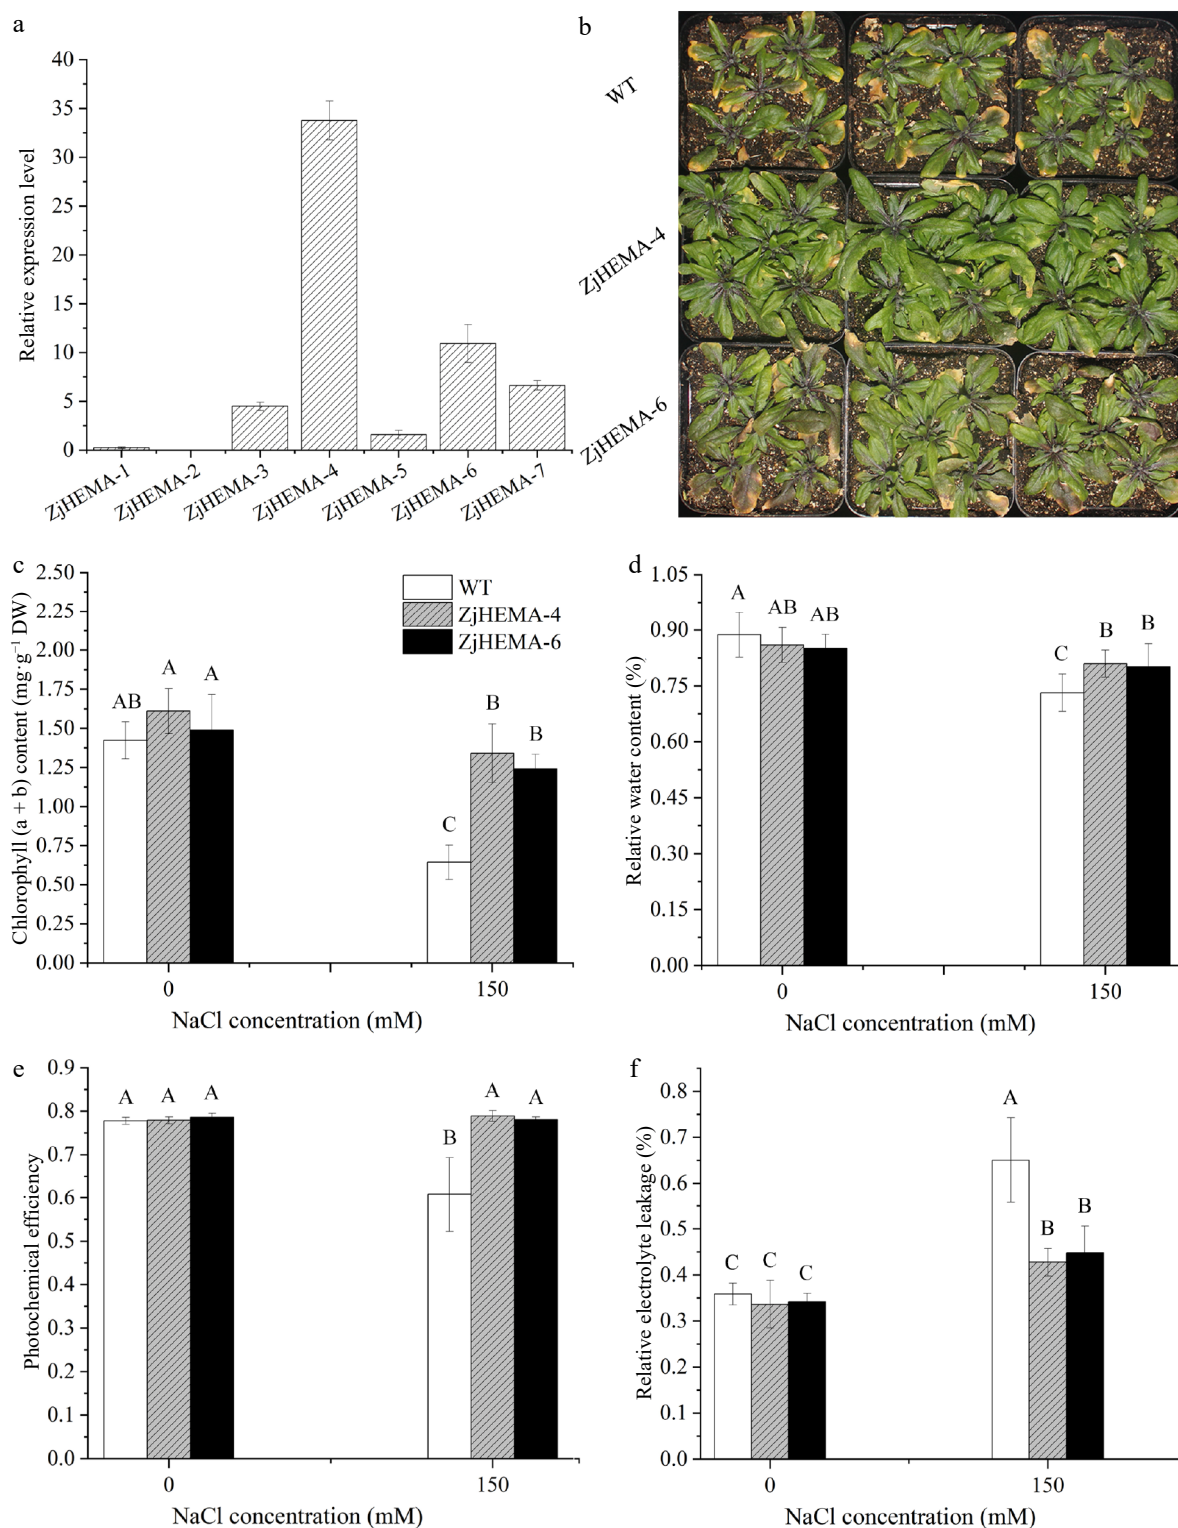 a
40
35
30
25
20
15
10
5
0
Relative expression level
ZjHEMA-1
ZjHEMA-2
ZjHEMA-3
ZjHEMA-4
ZjHEMA-5
ZjHEMA-6
ZjHEMA-7
b
WT
ZjHEMA-4
ZjHEMA-6
c
2.50
2.25
2.00
1.75
1.50
1.25
1.00
0.75
0.50
0.25
0.00
Chlorophyll (a + b) content (mg·g⁻¹ DW)
WT
ZjHEMA-4
ZjHEMA-6
AB
A
A
C
B
B
0
150
NaCl concentration (mM)
d
1.05
0.90
0.75
0.60
0.45
0.30
0.15
0.00
Relative water content (%)
A
AB
AB
C
B
B
0
150
NaCl concentration (mM)
e
0.9
0.8
0.7
0.6
0.5
0.4
0.3
0.2
0.1
0.0
Photochemical efficiency
A
A
A
B
A
A
0
150
NaCl concentration (mM)
f
0.8
0.7
0.6
0.5
0.4
0.3
0.2
0.1
0.0
Relative electrolyte leakage (%)
C
C
C
A
B
B
0
150
NaCl concentration (mM)